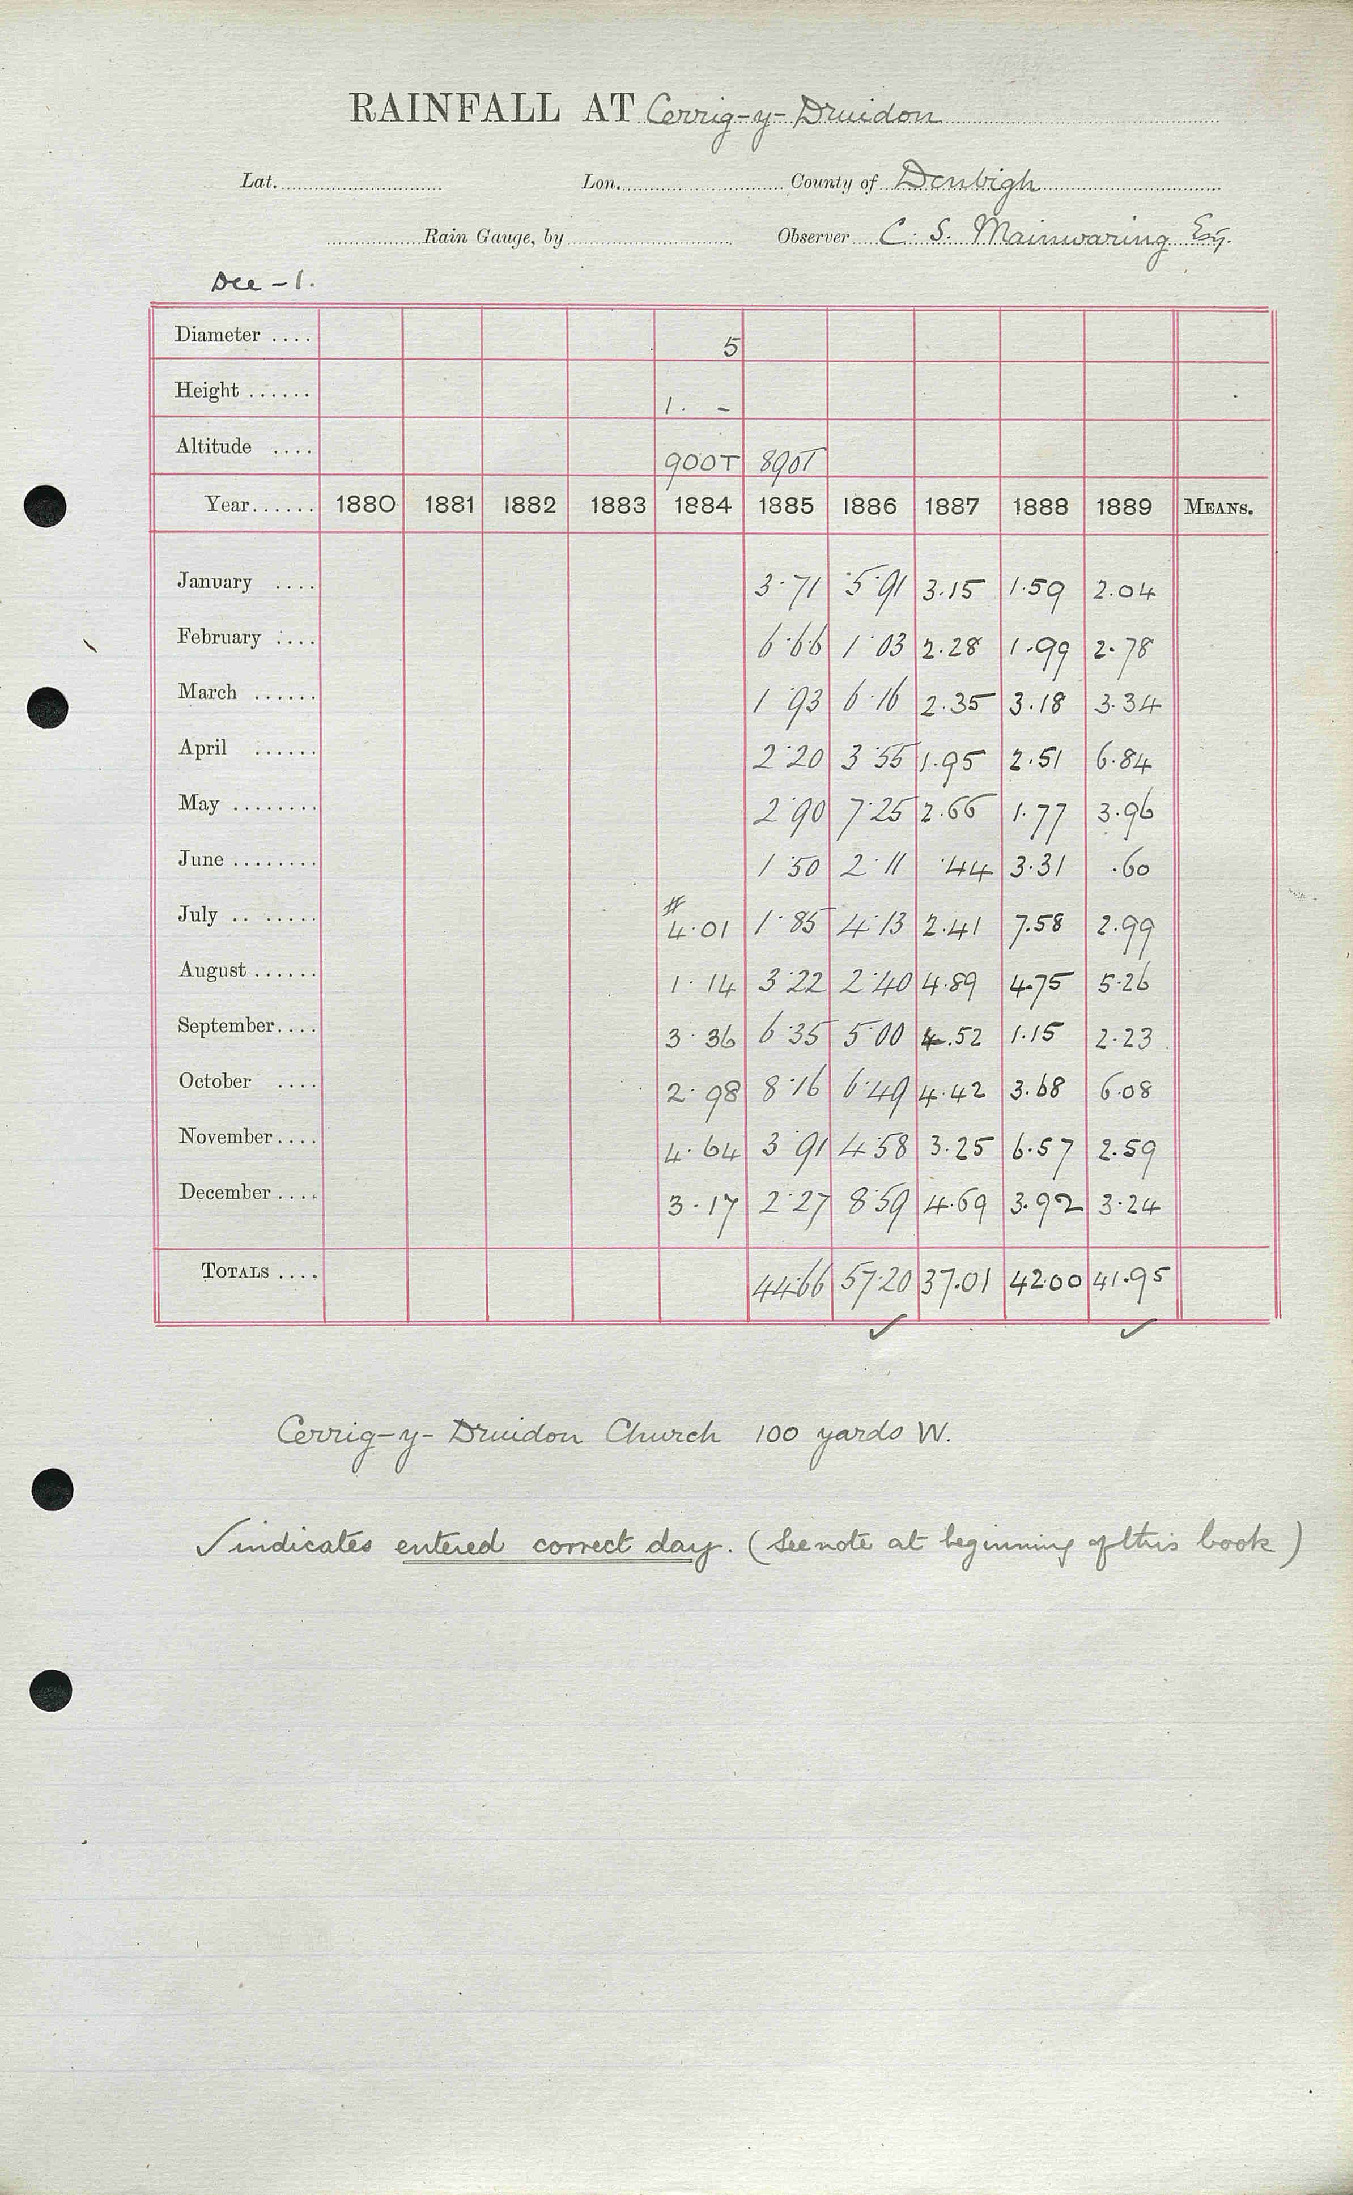 RAINFALL AT Cerrig-y-Druidon
Lat. Lon. County of Denbigh
Rain Gauge, by Observer C. S. Mainwaring Esq.
Dee - 1.
Diameter .... 5
Height ...... 1. -
Altitude .... 900T 890T
Year...... 1880 1881 1882 1883 1884 1885 1886 1887 1888 1889 MEANS.
January .... 3.71 5.91 3.15 1.59 2.04
February .... 6.66 1.03 2.28 1.99 2.78
March ...... 1.93 6.16 2.35 3.18 3.34
April ...... 2.20 3.55 1.95 2.51 6.84
May ........ 2.90 7.25 2.66 1.77 3.96
June ........ 1.50 2.11 .44 3.31 .60
July .. ..... # 4.01 1.85 4.13 2.41 7.58 2.99
August ...... 1.14 3.22 2.40 4.89 4.75 5.26
September.... 3.36 6.35 5.00 4.52 1.15 2.23
October .... 2.98 8.16 6.49 4.42 3.68 6.08
November.... 4.64 3.91 4.58 3.25 6.57 2.59
December .... 3.17 2.27 8.59 4.69 3.92 3.24
TOTALS .... 44.66 57.20 37.01 42.00 41.95
✓ ✓
Cerrig-y-Druidon Church 100 yards W.
✓ indicates entered correct day. (See note at beginning of this book)